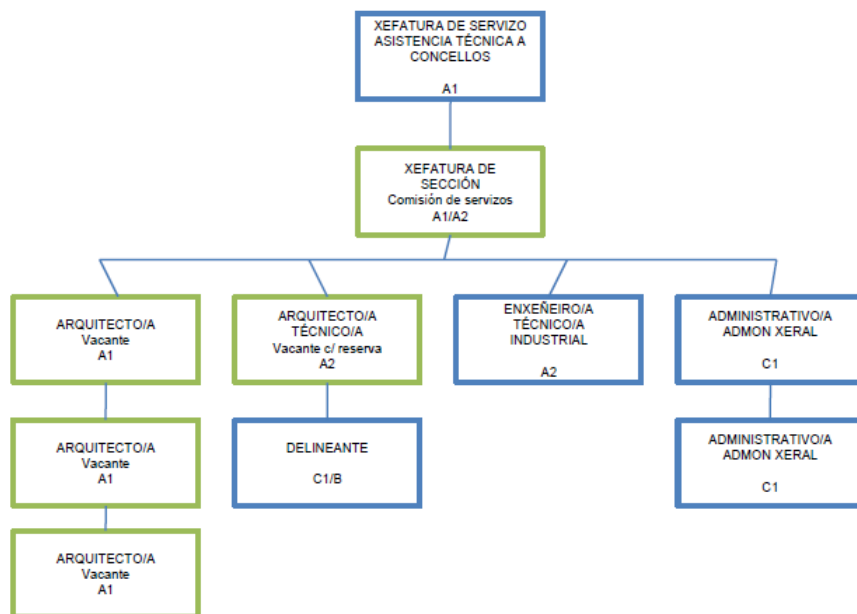 XEFATURA DE SERVIZO
ASISTENCIA TÉCNICA A
CONCELLOS
A1
XEFATURA DE
SECCIÓN
Comisión de servizos
A1/A2
ARQUITECTO/A
Vacante
A1
ARQUITECTO/A
TÉCNICO/A
Vacante c/ reserva
A2
ENXEÑEIRO/A
TÉCNICO/A
INDUSTRIAL
A2
ADMINISTRATIVO/A
ADMON XERAL
C1
ARQUITECTO/A
Vacante
A1
DELINEANTE
C1/B
ADMINISTRATIVO/A
ADMON XERAL
C1
ARQUITECTO/A
Vacante
A1